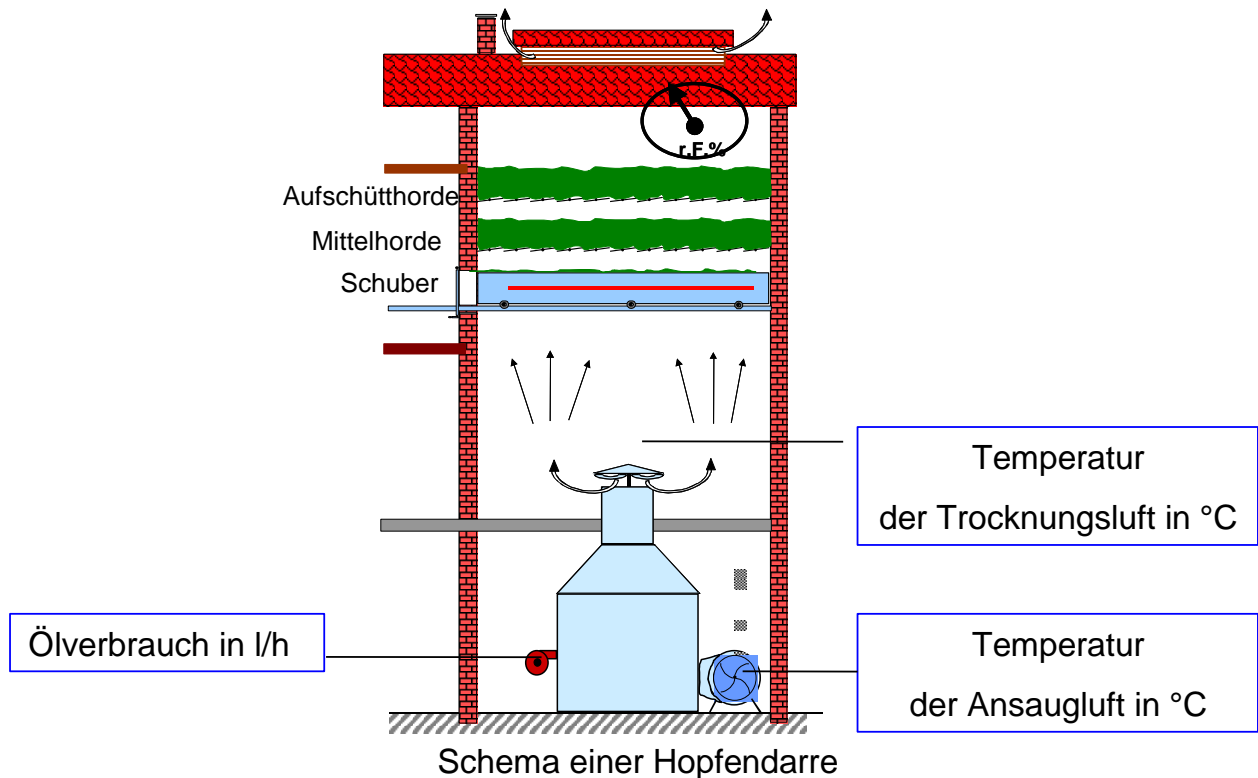 r.F.%
Aufschütthorde
Mittelhorde
Schuber
Temperatur
der Trocknungsluft in °C
Ölverbrauch in l/h
Temperatur
der Ansaugluft in °C
Schema einer Hopfendarre